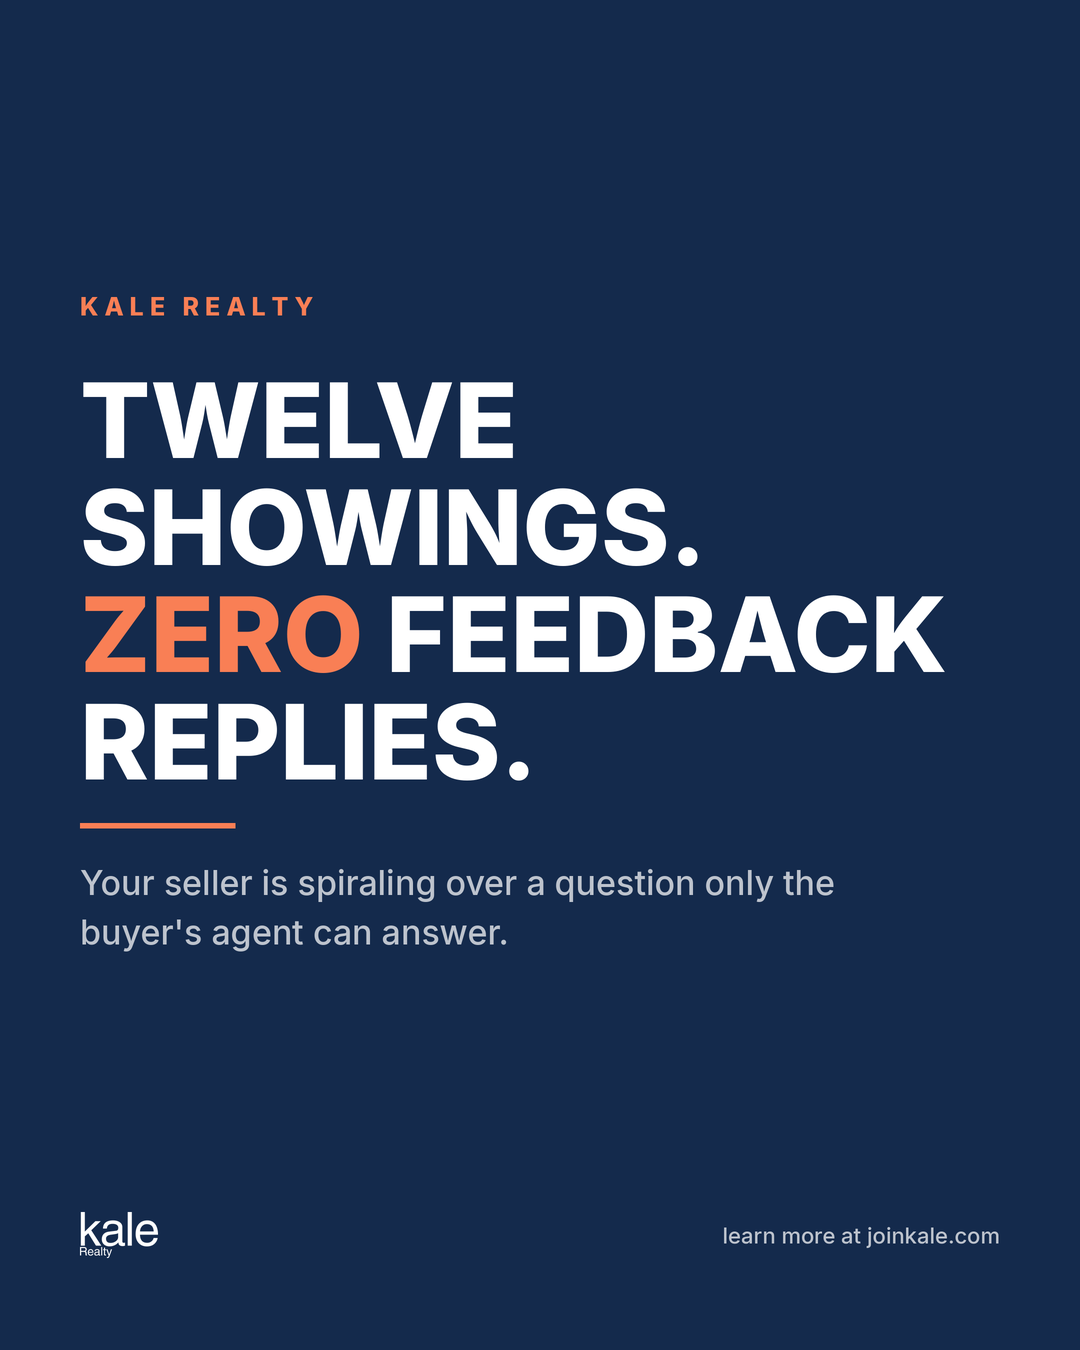 KALE REALTY
TWELVE
SHOWINGS.
ZERO FEEDBACK
REPLIES.
Your seller is spiraling over a question only the
buyer's agent can answer.
kale
Realty
learn more at joinkale.com